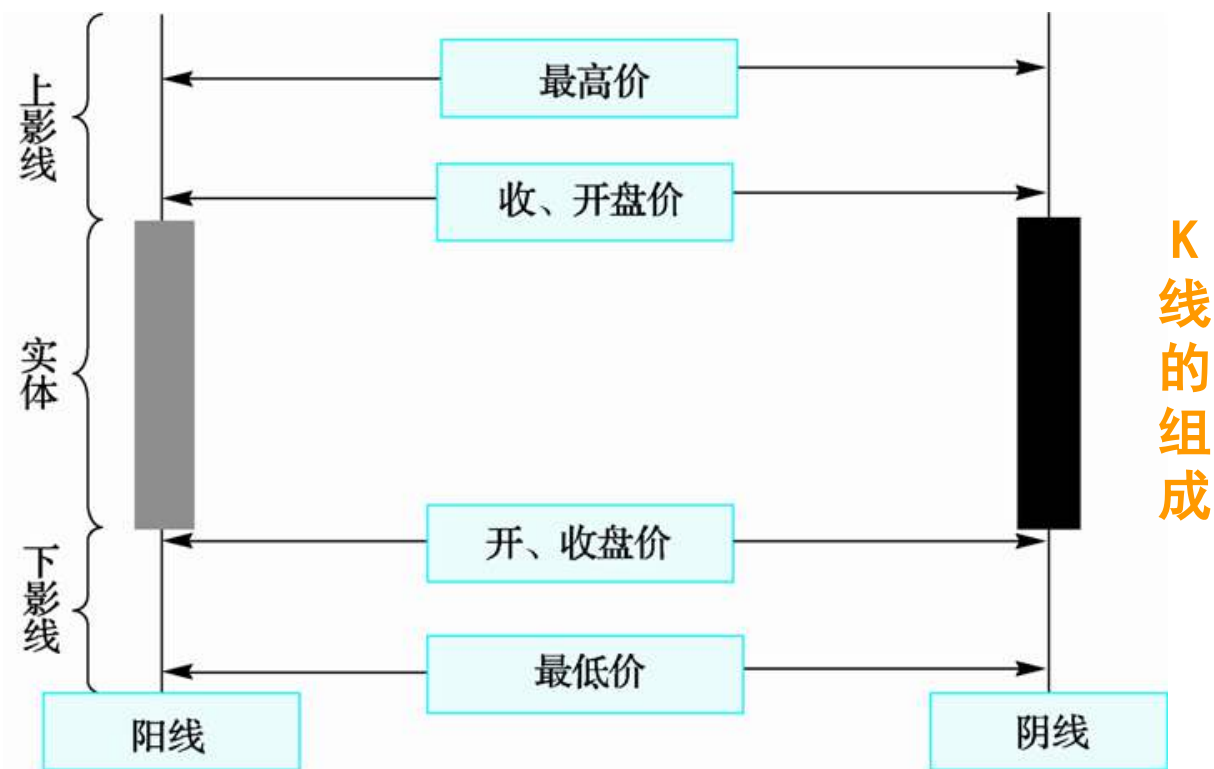 上影线
最高价
收、开盘价
K线的组成
实体
开、收盘价
下影线
最低价
阳线
阴线